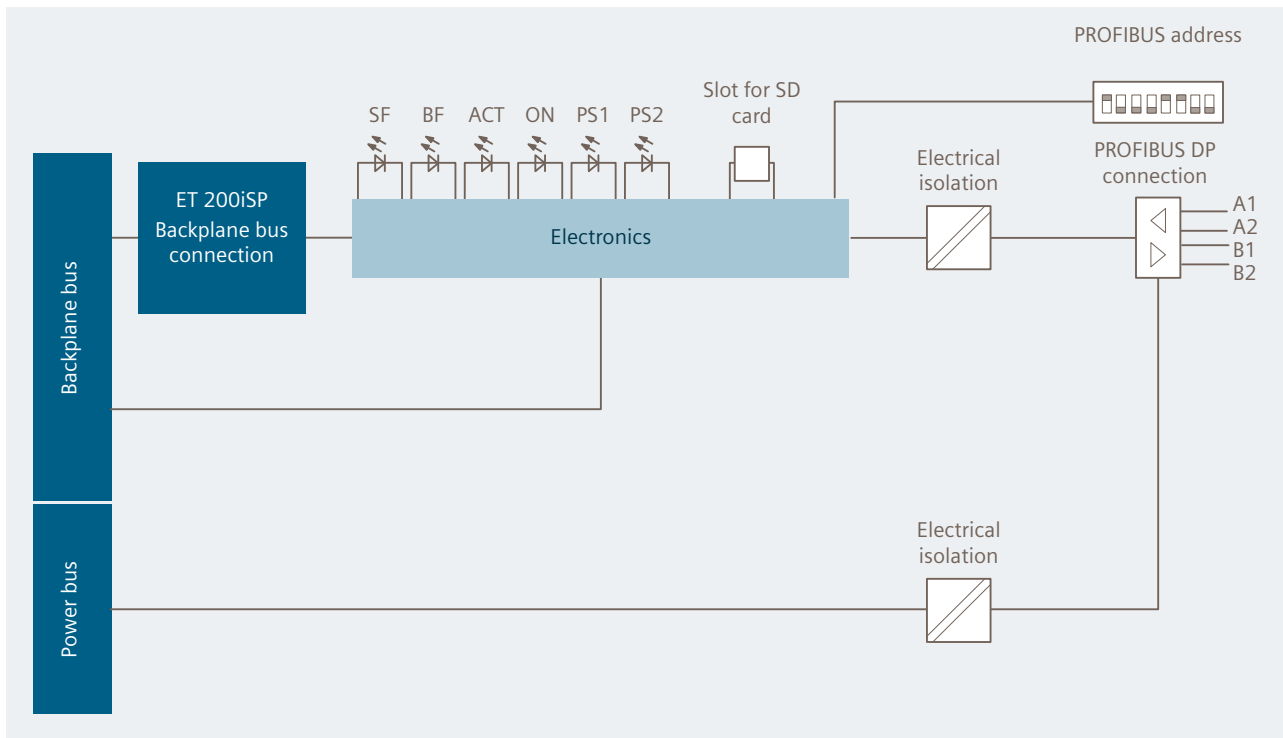 PROFIBUS address
Slot for SD
card
SF
BF
ACT
ON
PS1
PS2
Electrical
isolation
PROFIBUS DP
connection
A1
A2
B1
B2
ET 200iSP
Backplane bus
connection
Electronics
Backplane bus
Electrical
isolation
Power bus